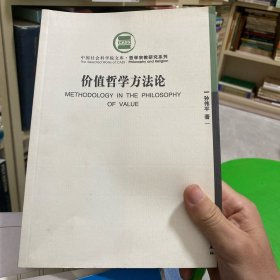 中国社会科学院文库·哲学宗教研究系列
The Selected Works of CASS Philosophy and Religion
价值哲学方法论
METHODOLOGY IN THE PHILOSOPHY
OF VALUE
钟伟平 著